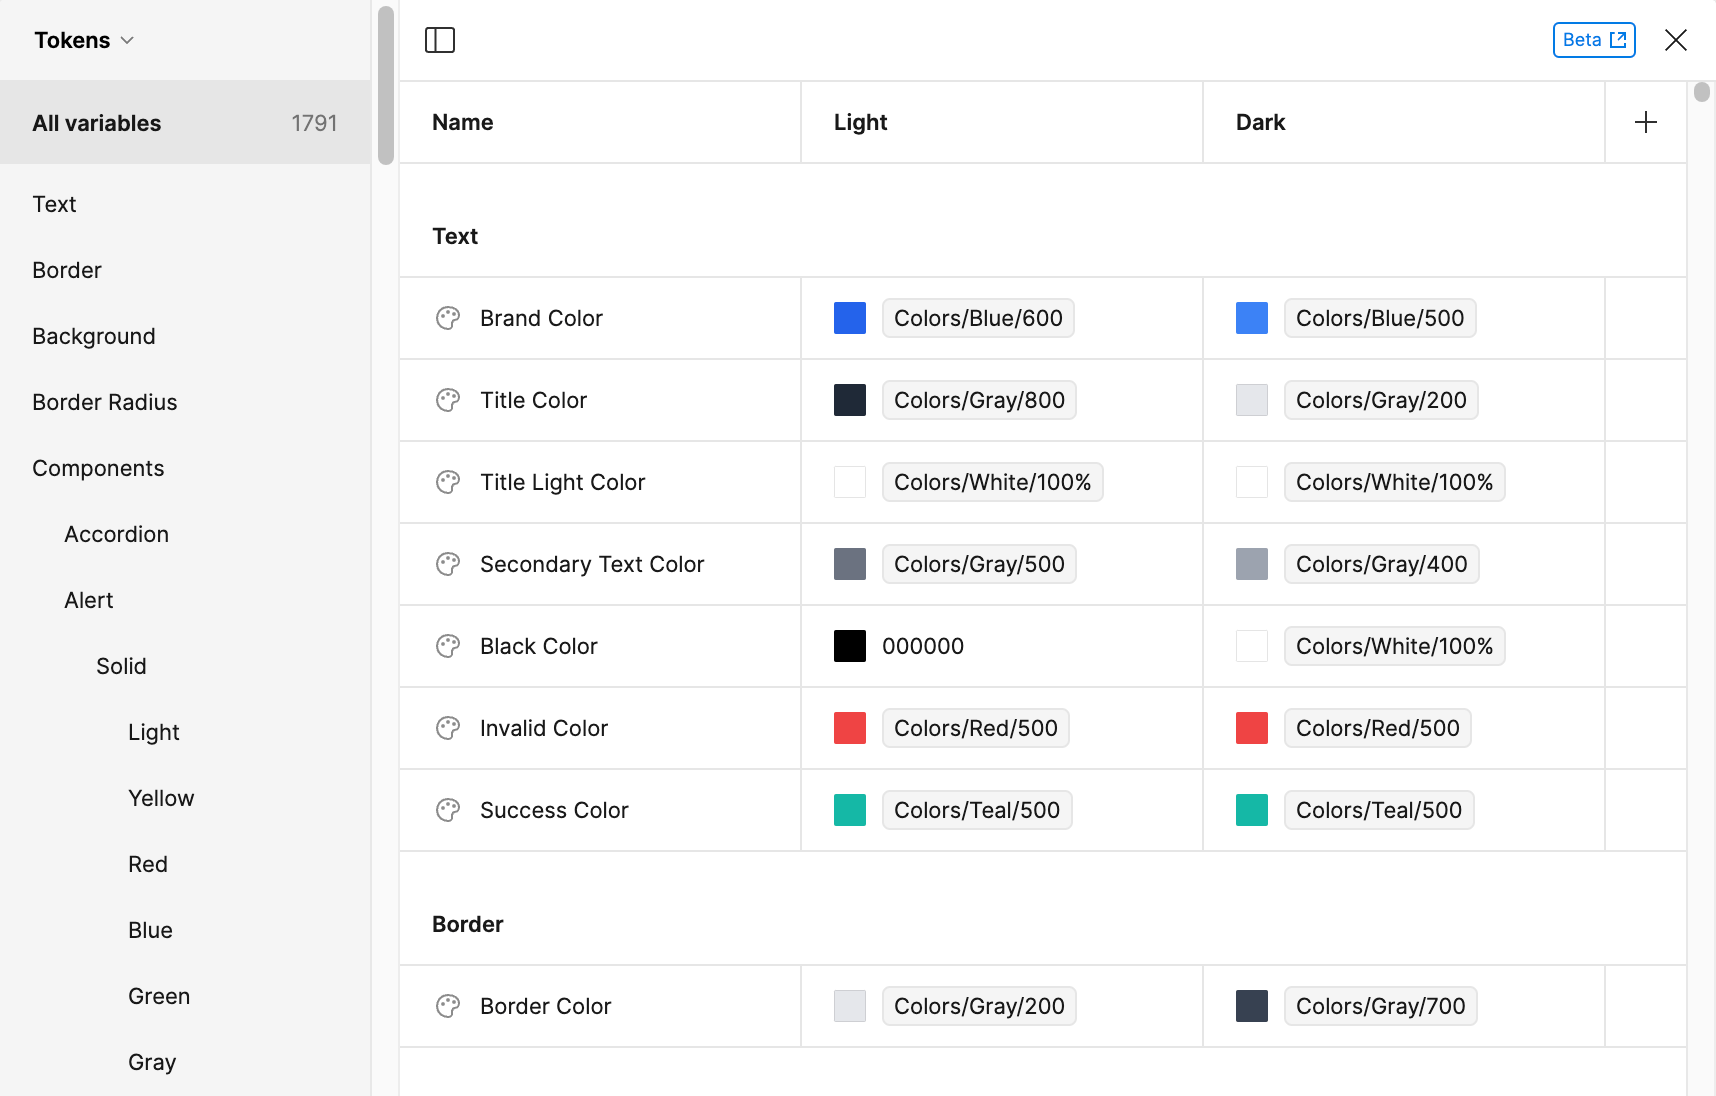 Tokens
Beta
All variables 1791
Name Light Dark
Text
Border
Background
Border Radius
Components
Accordion
Alert
Solid
Light
Yellow
Red
Blue
Green
Gray
Text
Brand Color Colors/Blue/600 Colors/Blue/500
Title Color Colors/Gray/800 Colors/Gray/200
Title Light Color Colors/White/100% Colors/White/100%
Secondary Text Color Colors/Gray/500 Colors/Gray/400
Black Color 000000 Colors/White/100%
Invalid Color Colors/Red/500 Colors/Red/500
Success Color Colors/Teal/500 Colors/Teal/500
Border
Border Color Colors/Gray/200 Colors/Gray/700